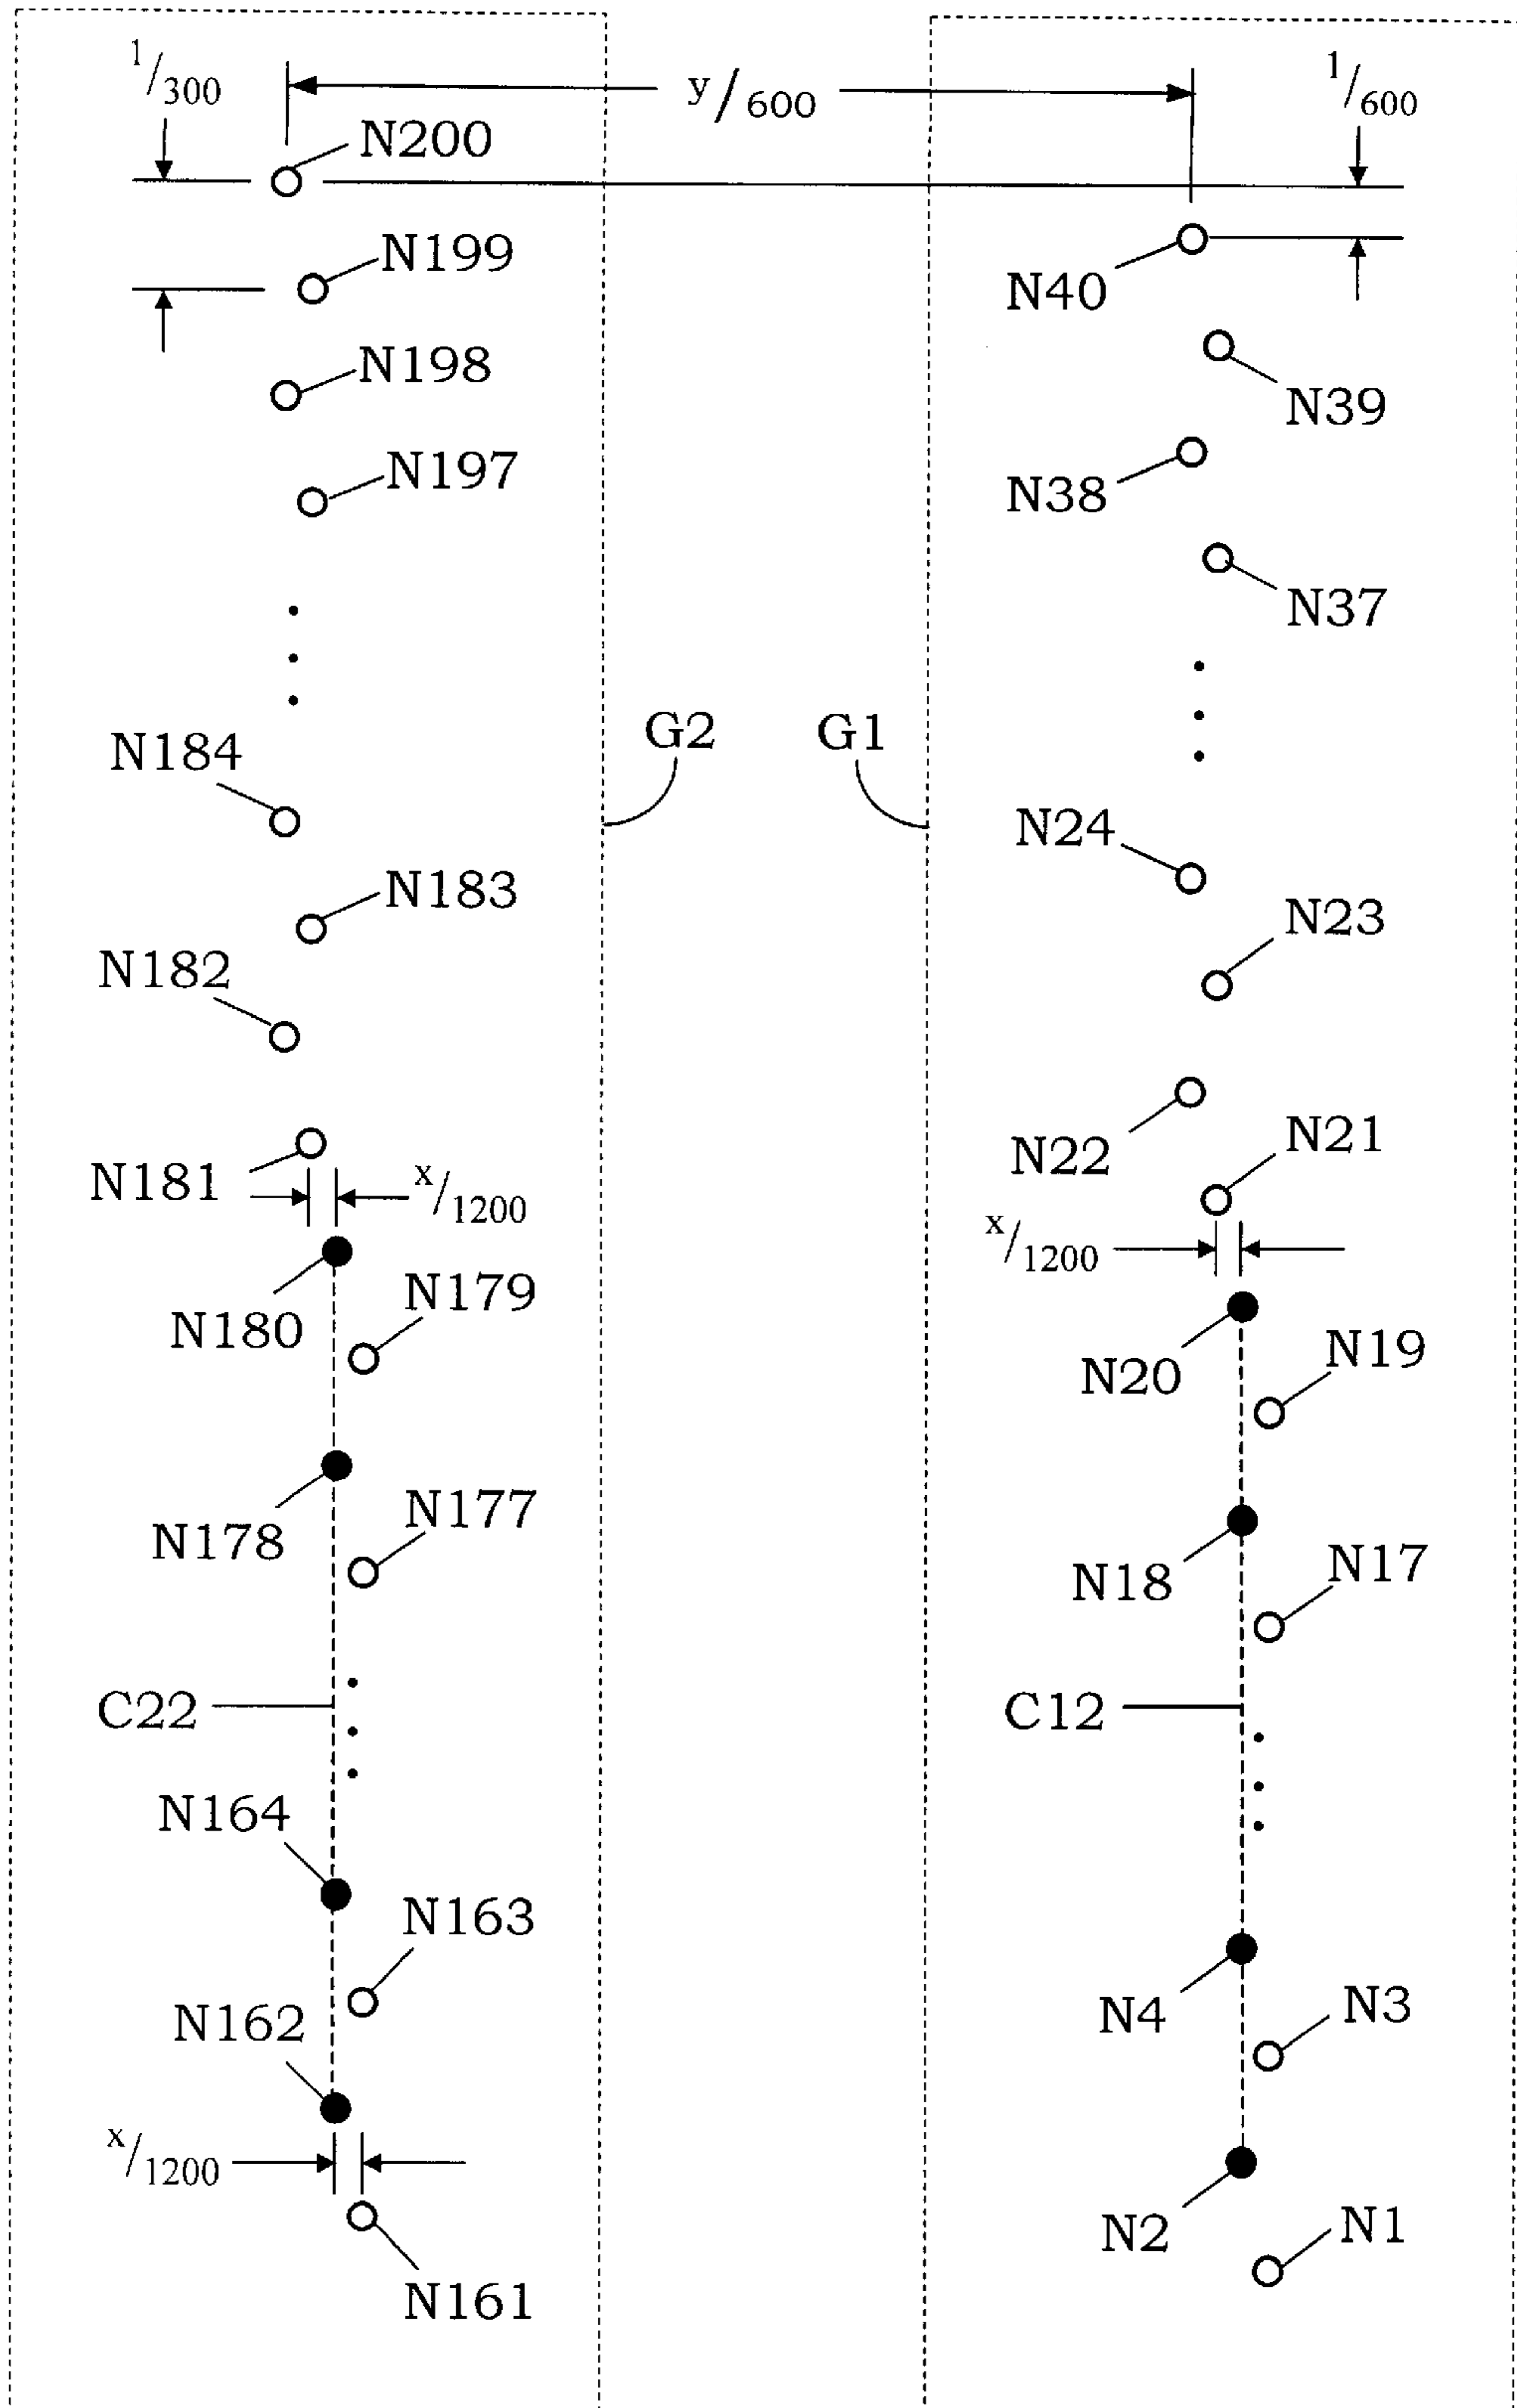 1/300
y/600
1/600
N200
N199
N40
N198
N39
N197
N38
N37
G2
G1
N184
N24
N183
N23
N182
N22
N21
N181
x/1200
x/1200
N180
N179
N20
N19
N178
N177
N18
N17
C22
C12
N164
N163
N4
N3
N162
x/1200
N2
N1
N161